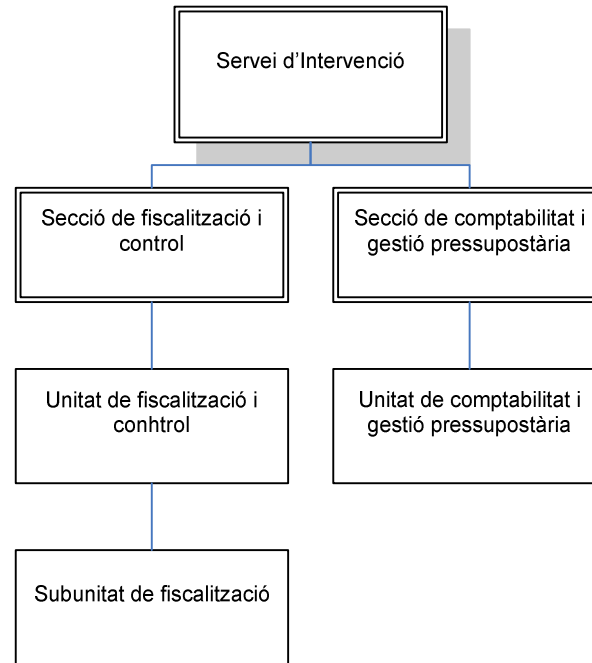 Servei d’Intervenció
Secció de fiscalització i
control
Secció de comptabilitat i
gestió pressupostària
Unitat de fiscalització i
conhtrol
Unitat de comptabilitat i
gestió pressupostària
Subunitat de fiscalització